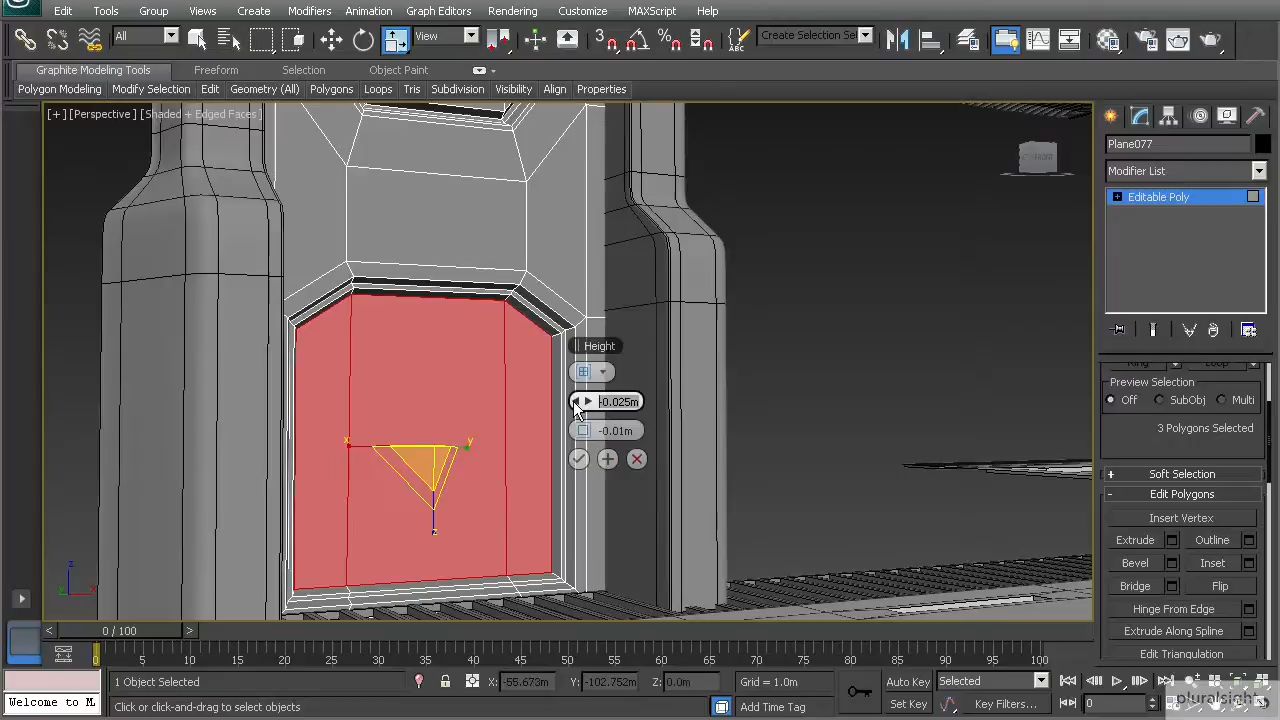 Edit Tools Group Views Create Modifiers Animation Graph Editors Rendering Customize MAXScript Help
All View Create Selection Se
Graphite Modeling Tools Freeform Selection Object Paint
Polygon Modeling Modify Selection Edit Geometry (All) Polygons Loops Tris Subdivision Visibility Align Properties
[+] [Perspective] [Shaded + Edged Faces]
FRONT
Plane077
Modifier List
Editable Poly
Height
-0.025m
-0.01m
x y z
Ring Loop
Preview Selection
Off SubObj Multi
3 Polygons Selected
+ Soft Selection
- Edit Polygons
Insert Vertex
Extrude Outline
Bevel Inset
Bridge Flip
Hinge From Edge
Extrude Along Spline
Edit Triangulation
z y x
< 0 / 100 >
0 5 10 15 20 25 30 35 40 45 50 55 60 65 70 75 80 85 90 95 100
1 Object Selected X: -55.673m Y: -102.752m Z: 0.0m Grid = 1.0m Auto Key Selected
Welcome to M Click or click-and-drag to select objects Add Time Tag Set Key Key Filters... 0
pluralsight